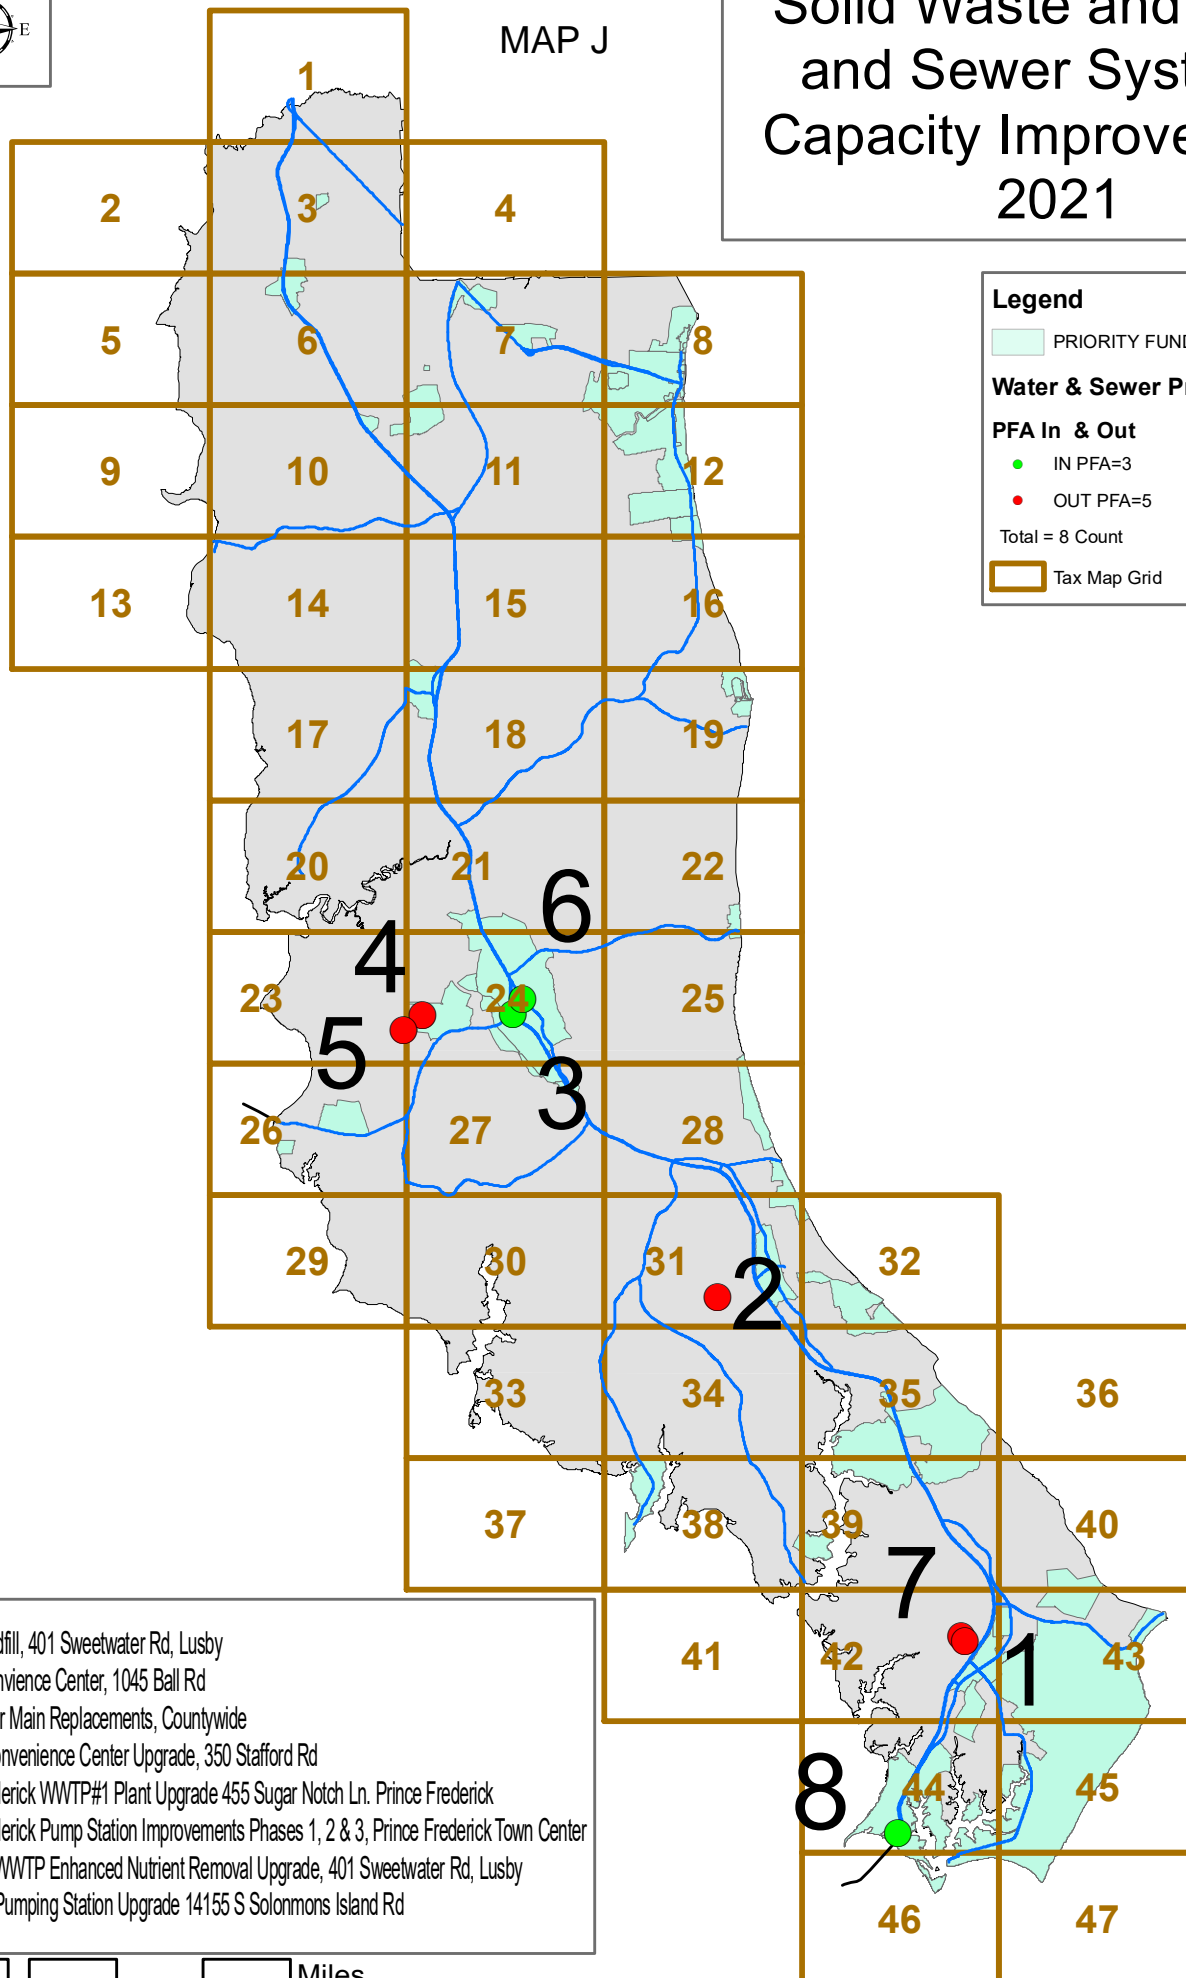 E
MAP J
Solid Waste and
and Sewer Syst
Capacity Improve
2021
Legend
PRIORITY FUND
Water & Sewer Pr
PFA In & Out
IN PFA=3
OUT PFA=5
Total = 8 Count
Tax Map Grid
1
2
3
4
5
6
7
8
9
10
11
12
13
14
15
16
17
18
19
20
21
22
6
4
23
24
25
5
3
26
27
28
29
30
31
32
2
33
34
35
36
37
38
39
40
7
41
42
1
43
8
44
45
46
47
dfill, 401 Sweetwater Rd, Lusby
nvience Center, 1045 Ball Rd
r Main Replacements, Countywide
onvenience Center Upgrade, 350 Stafford Rd
derick WWTP#1 Plant Upgrade 455 Sugar Notch Ln. Prince Frederick
derick Pump Station Improvements Phases 1, 2 & 3, Prince Frederick Town Center
WWTP Enhanced Nutrient Removal Upgrade, 401 Sweetwater Rd, Lusby
Pumping Station Upgrade 14155 S Solonmons Island Rd
Miles